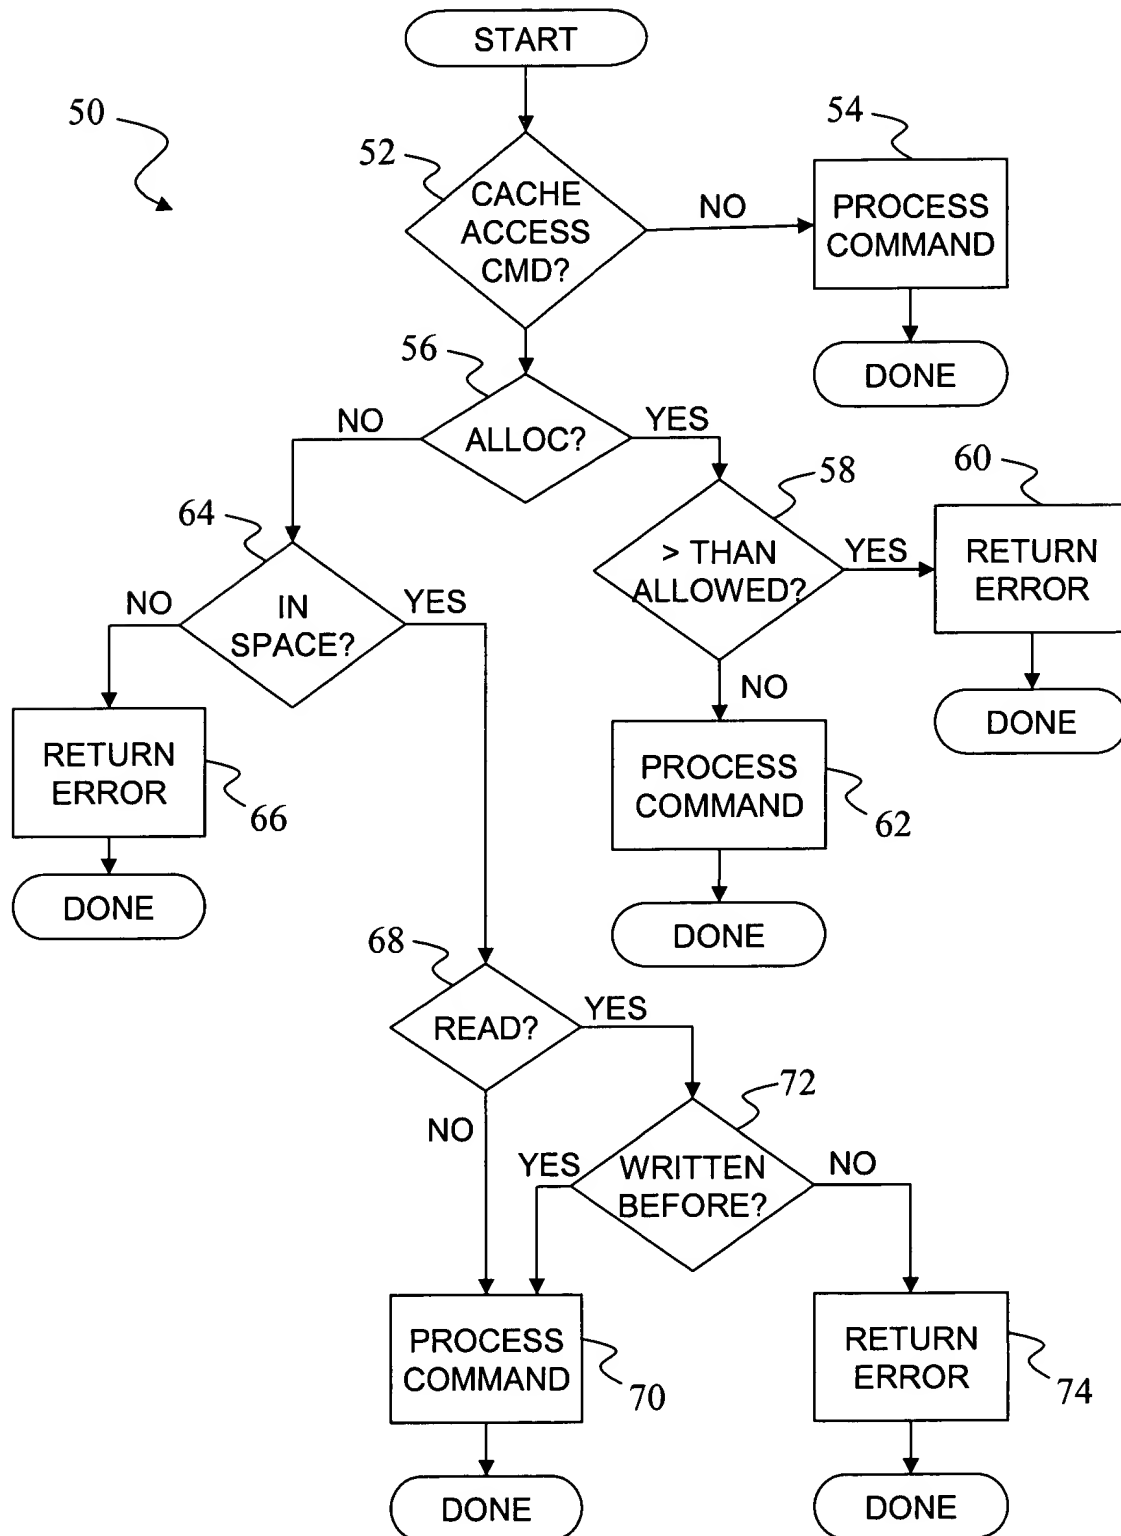 START
50
52
54
CACHE
ACCESS
CMD?
NO
PROCESS
COMMAND
DONE
56
ALLOC?
NO
YES
58
60
> THAN
ALLOWED?
YES
RETURN
ERROR
64
IN
SPACE?
NO
YES
NO
DONE
RETURN
ERROR
66
PROCESS
COMMAND
62
DONE
DONE
68
READ?
YES
NO
72
WRITTEN
BEFORE?
YES
NO
PROCESS
COMMAND
70
RETURN
ERROR
74
DONE
DONE